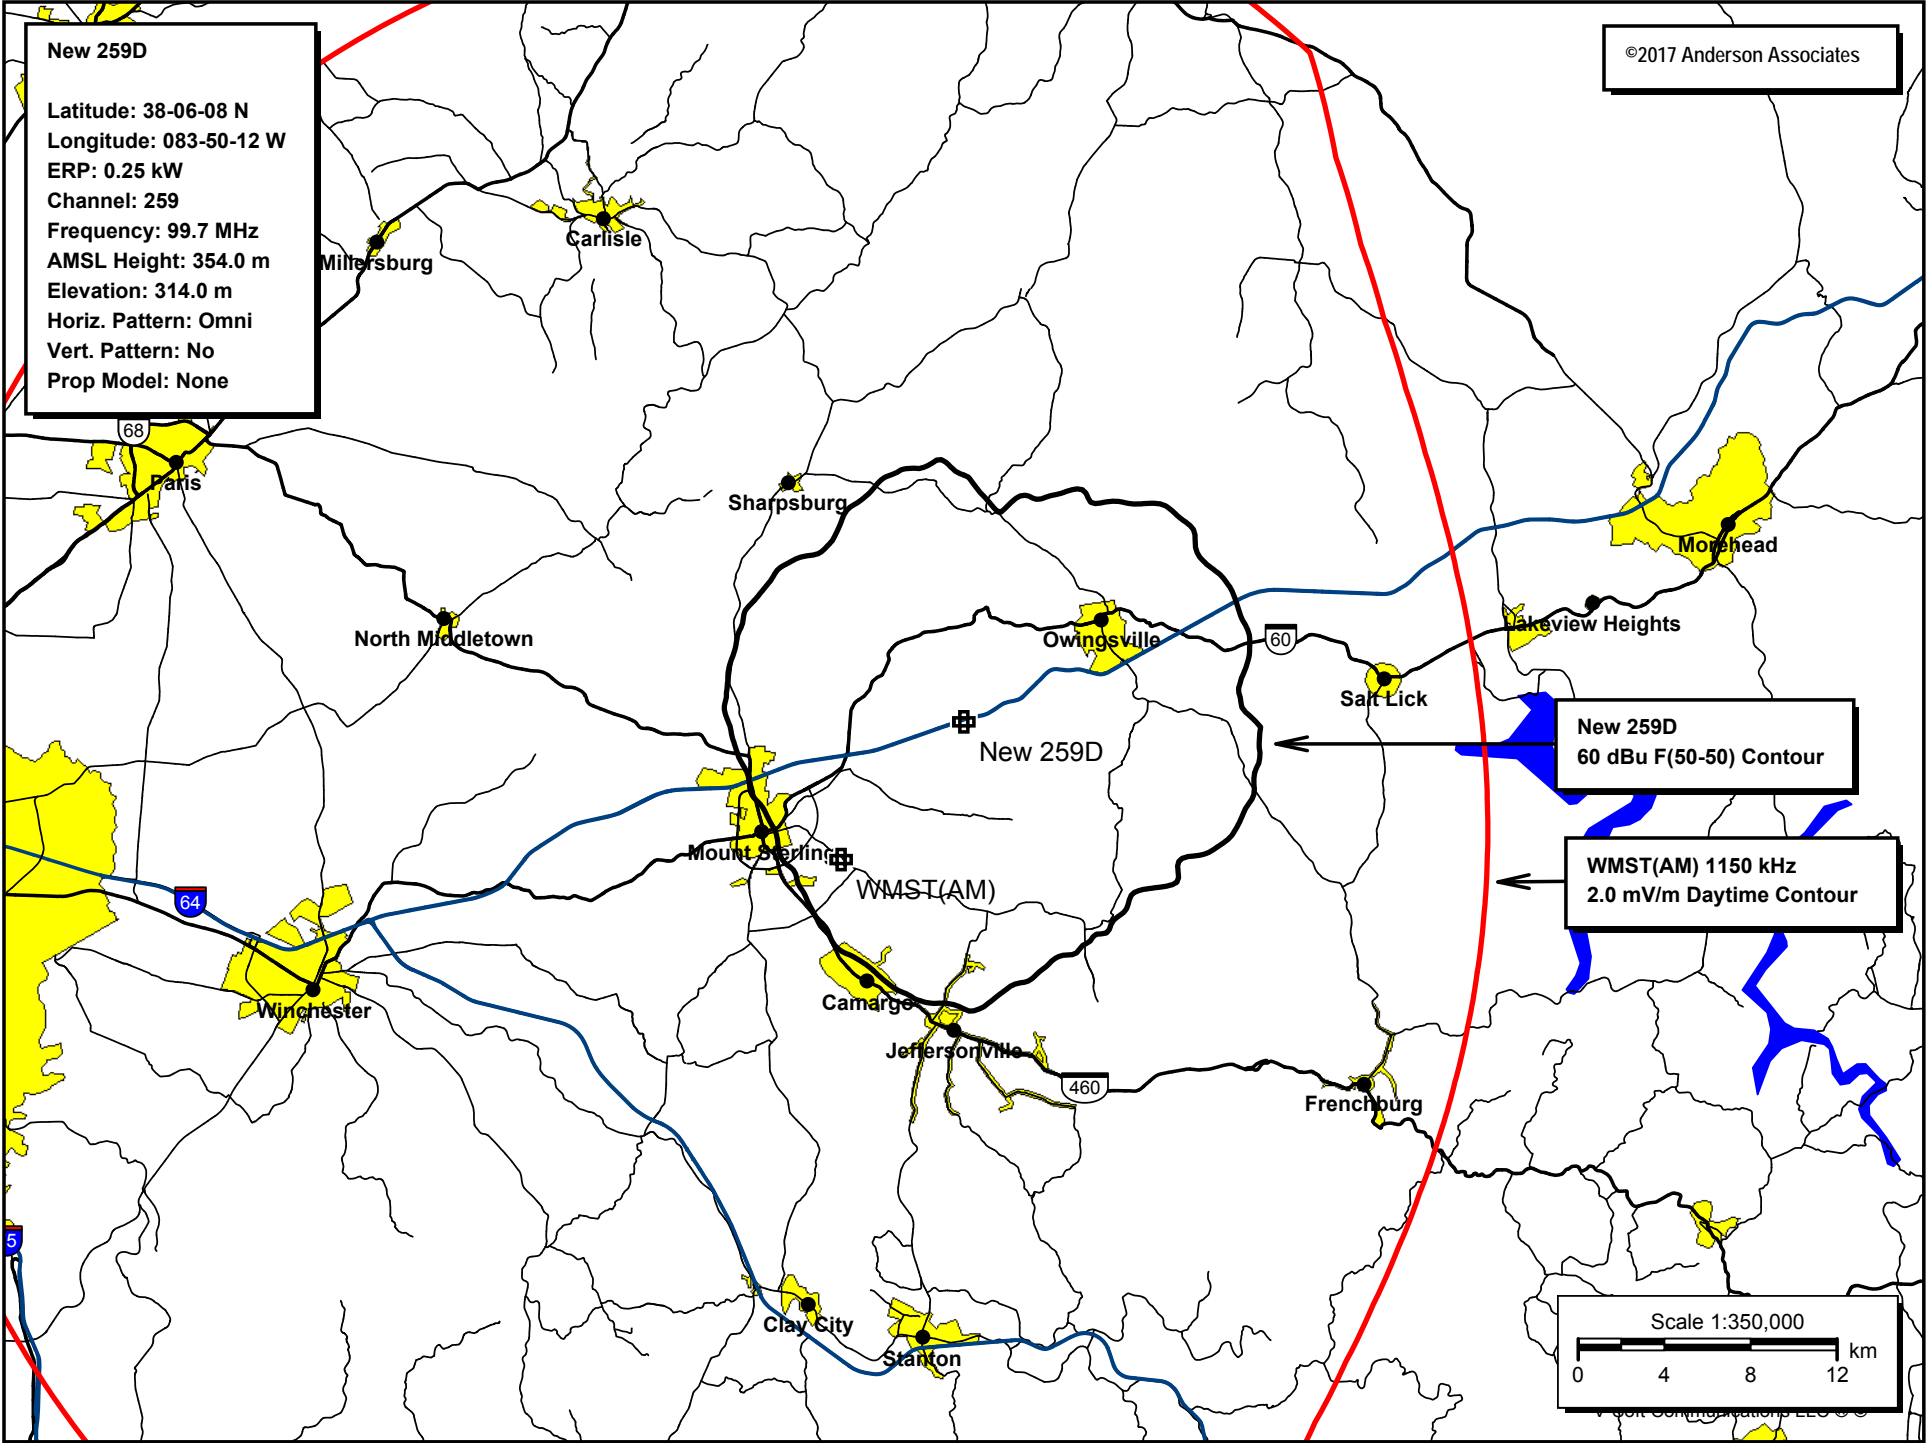 New 259D
Latitude: 38-06-08 N
Longitude: 083-50-12 W
ERP: 0.25 kW
Channel: 259
Frequency: 99.7 MHz
AMSL Height: 354.0 m
Elevation: 314.0 m
Horiz. Pattern: Omni
Vert. Pattern: No
Prop Model: None
©2017 Anderson Associates
Carlisle
Millersburg
68
Paris
Sharpsburg
Morehead
North Middletown
Owingsville
60
Lakeview Heights
Salt Lick
New 259D
New 259D
60 dBu F(50-50) Contour
Mount Sterling
WMST(AM)
WMST(AM) 1150 kHz
2.0 mV/m Daytime Contour
64
Winchester
Camargo
Jeffersonville
460
Frenchburg
5
Clay City
Stanton
Scale 1:350,000
km
0 4 8 12